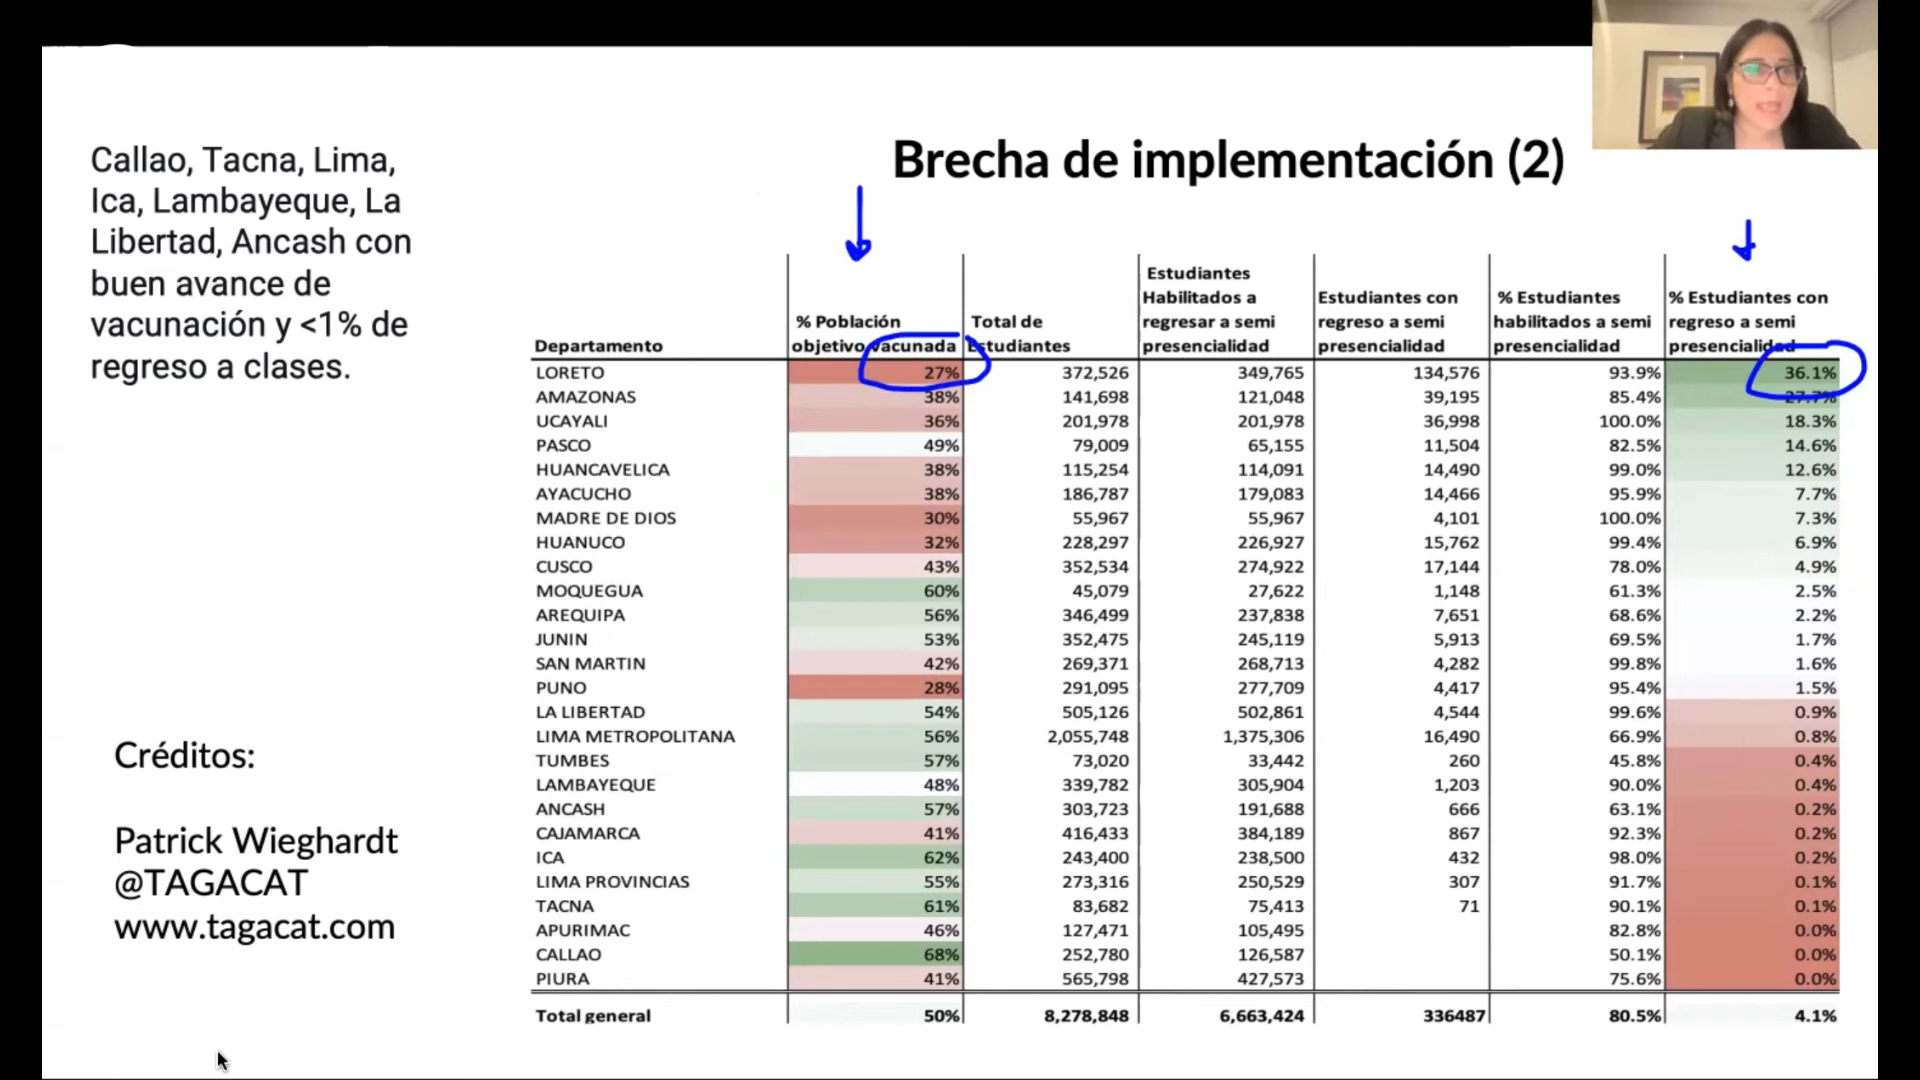 Callao, Tacna, Lima,
Ica, Lambayeque, La
Libertad, Ancash con
buen avance de
vacunación y <1% de
regreso a clases.
Créditos:
Patrick Wieghardt
@TAGACAT
www.tagacat.com
Brecha de implementación (2)
Departamento % Población objetivo vacunada Total de Estudiantes Estudiantes Habilitados a regresar a semi presencialidad Estudiantes con regreso a semi presencialidad % Estudiantes habilitados a semi presencialidad % Estudiantes con regreso a semi presencialidad
LORETO 27% 372,526 349,765 134,576 93.9% 36.1%
AMAZONAS 38% 141,698 121,048 39,195 85.4% 27.7%
UCAYALI 36% 201,978 201,978 36,998 100.0% 18.3%
PASCO 49% 79,009 65,155 11,504 82.5% 14.6%
HUANCAVELICA 38% 115,254 114,091 14,490 99.0% 12.6%
AYACUCHO 38% 186,787 179,083 14,466 95.9% 7.7%
MADRE DE DIOS 30% 55,967 55,967 4,101 100.0% 7.3%
HUANUCO 32% 228,297 226,927 15,762 99.4% 6.9%
CUSCO 43% 352,534 274,922 17,144 78.0% 4.9%
MOQUEGUA 60% 45,079 27,622 1,148 61.3% 2.5%
AREQUIPA 56% 346,499 237,838 7,651 68.6% 2.2%
JUNIN 53% 352,475 245,119 5,913 69.5% 1.7%
SAN MARTIN 42% 269,371 268,713 4,282 99.8% 1.6%
PUNO 28% 291,095 277,709 4,417 95.4% 1.5%
LA LIBERTAD 54% 505,126 502,861 4,544 99.6% 0.9%
LIMA METROPOLITANA 56% 2,055,748 1,375,306 16,490 66.9% 0.8%
TUMBES 57% 73,020 33,442 260 45.8% 0.4%
LAMBAYEQUE 48% 339,782 305,904 1,203 90.0% 0.4%
ANCASH 57% 303,723 191,688 666 63.1% 0.2%
CAJAMARCA 41% 416,433 384,189 867 92.3% 0.2%
ICA 62% 243,400 238,500 432 98.0% 0.2%
LIMA PROVINCIAS 55% 273,316 250,529 307 91.7% 0.1%
TACNA 61% 83,682 75,413 71 90.1% 0.1%
APURIMAC 46% 127,471 105,495 82.8% 0.0%
CALLAO 68% 252,780 126,587 50.1% 0.0%
PIURA 41% 565,798 427,573 75.6% 0.0%
Total general 50% 8,278,848 6,663,424 336487 80.5% 4.1%